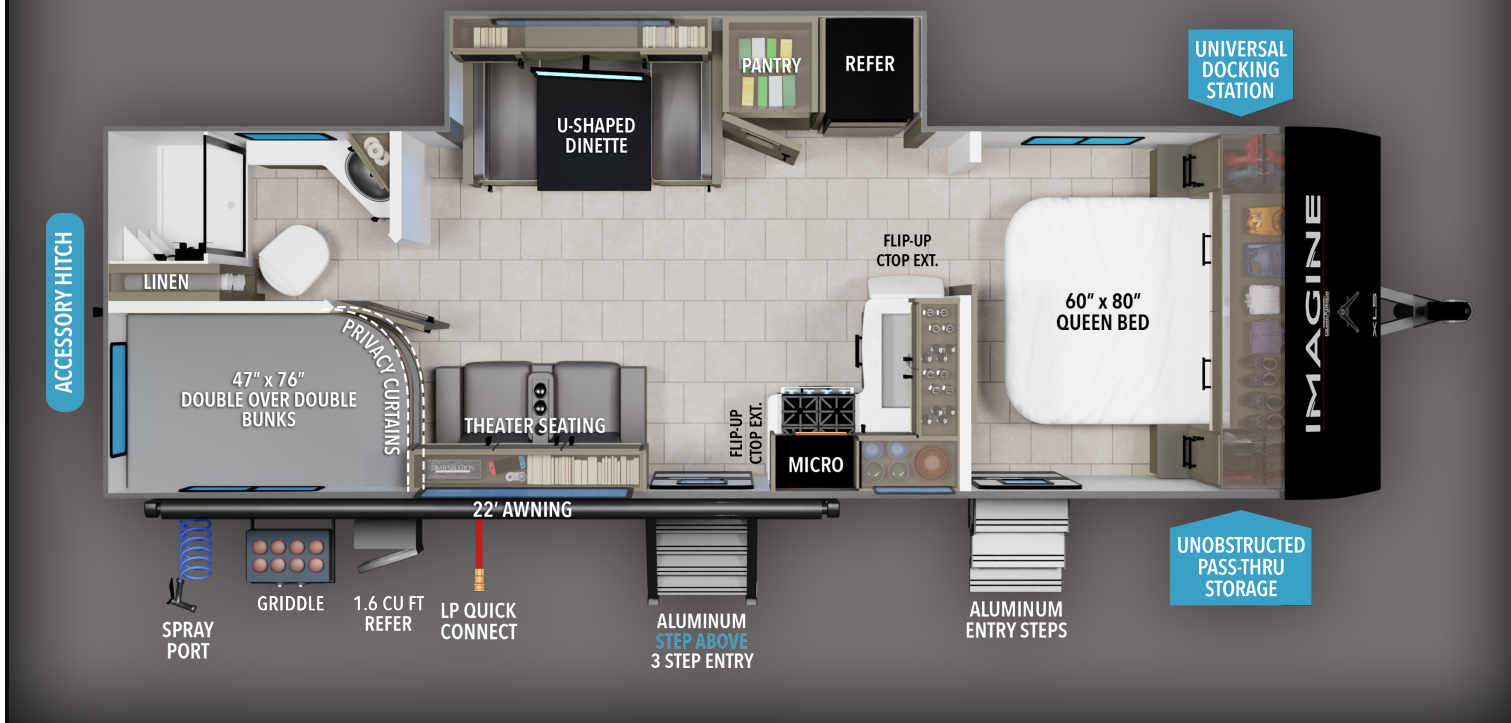 PANTRY
REFER
UNIVERSAL
DOCKING
STATION
U-SHAPED
DINETTE
ACCESSORY HITCH
LINEN
FLIP-UP
CTOP EXT.
60" x 80"
QUEEN BED
IMAGINE
XLS
PRIVACY CURTAINS
47" x 76"
DOUBLE OVER DOUBLE
BUNKS
THEATER SEATING
FLIP-UP
CTOP EXT.
MICRO
22' AWNING
SPRAY
PORT
GRIDDLE
1.6 CU FT
REFER
LP QUICK
CONNECT
ALUMINUM
STEP ABOVE
3 STEP ENTRY
ALUMINUM
ENTRY STEPS
UNOBSTRUCTED
PASS-THRU
STORAGE